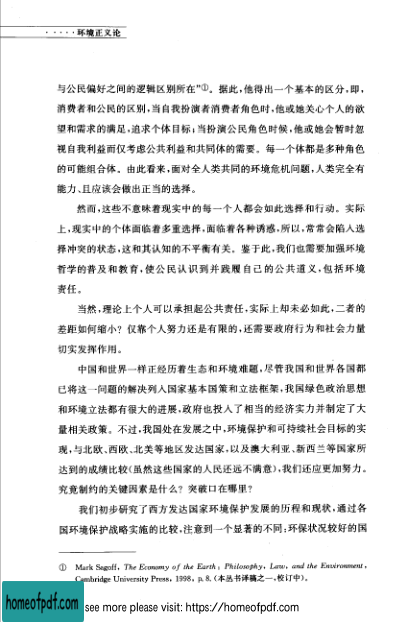 ·····环境正义论
与公民偏好之间的逻辑区别所在”①。据此,他得出一个基本的区分,即,
消费者和公民的区别,当自我扮演者消费者角色时,他或她关心个人的欲
望和需求的满足,追求个体目标;当扮演公民角色时候,他或她会暂时忽
视自我利益而仅考虑公共利益和共同体的需要。每一个体都是多种角色
的可能组合体。由此看来,面对全人类共同的环境危机问题,人类完全有
能力、且应该会做出正当的选择。
然而,这些不意味着现实中的每一个人都会如此选择和行动。实际
上,现实中的个体面临着多重选择,面临着各种诱惑,所以,常常会陷入选
择冲突的状态,这和其认知的不平衡有关。鉴于此,我们也需要加强环境
哲学的普及和教育,使公民认识到并践履自己的公共道义,包括环境
责任。
当然,理论上个人可以承担起公共责任,实际上却未必如此,二者的
差距如何缩小?仅靠个人努力还是有限的,还需要政府行为和社会力量
切实发挥作用。
中国和世界一样正经历着生态和环境难题,尽管我国和世界各国都
已将这一问题的解决列入国家基本国策和立法框架,我国绿色政治思想
和环境立法都有很大的进展,政府也投入了相当的经济实力并制定了大
量相关政策。不过,我国处在发展之中,环境保护和可持续社会目标的实
现,与北欧、西欧、北美等地区发达国家,以及澳大利亚、新西兰等国家所
达到的成绩比较(虽然这些国家的人民还远不满意),我们还应更加努力。
究竟制约的关键因素是什么?突破口在哪里?
我们初步研究了西方发达国家环境保护发展的历程和现状,通过各
国环境保护战略实施的比较,注意到一个显著的不同:环保状况较好的国
① Mark Sagoff, The Economy of the Earth: Philosophy, Law, and the Environment,
Cambridge University Press, 1998, p. 8. (本丛书译稿之一,校订中)。
homeofpdf.com
see more please visit: https://homeofpdf.com